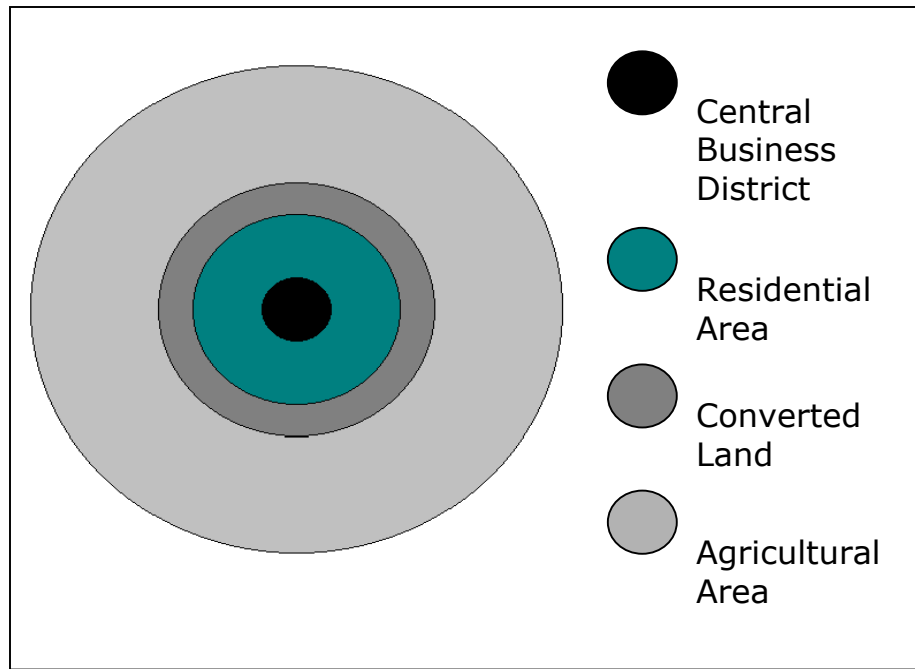 Central
Business
District
Residential
Area
Converted
Land
Agricultural
Area